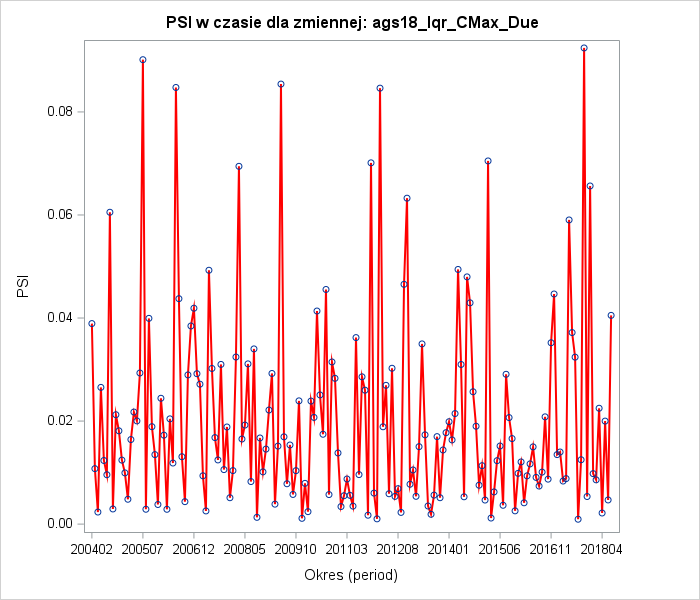 PSI w czasie dla zmiennej: ags18_Iqr_CMax_Due
0.08
0.06
0.04
0.02
0.00
PSI
200402 200507 200612 200805 200910 201103 201208 201401 201506 201611 201804
Okres (period)